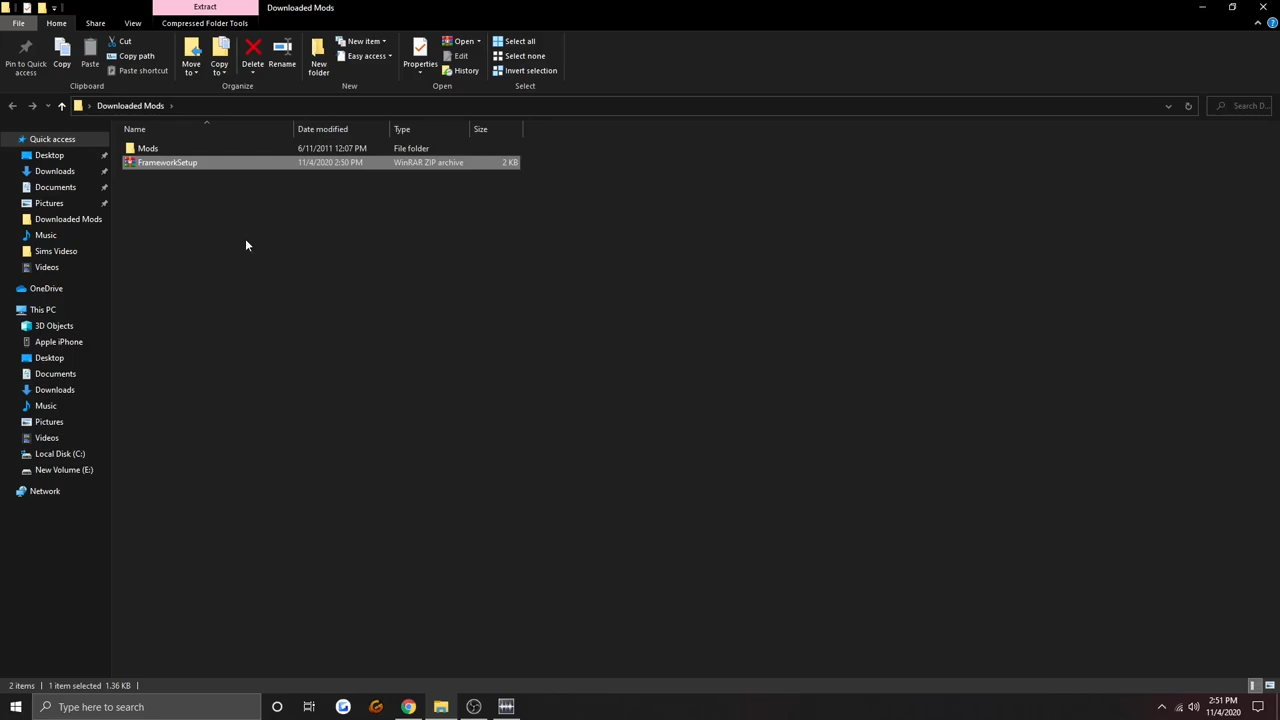 Extract
Downloaded Mods
File
Home
Share
View
Compressed Folder Tools
Pin to Quick access
Copy
Paste
Cut
Copy path
Paste shortcut
Clipboard
Move to
Copy to
Delete
Rename
Organize
New folder
New item
Easy access
New
Properties
Open
Edit
History
Open
Select all
Select none
Invert selection
Select
Downloaded Mods
Search D...
Name Date modified Type Size
Mods 6/11/2011 12:07 PM File folder
FrameworkSetup 11/4/2020 2:50 PM WinRAR ZIP archive 2 KB
Quick access
Desktop
Downloads
Documents
Pictures
Downloaded Mods
Music
Sims Videso
Videos
OneDrive
This PC
3D Objects
Apple iPhone
Desktop
Documents
Downloads
Music
Pictures
Videos
Local Disk (C:)
New Volume (E:)
Network
2 items 1 item selected 1.36 KB
Type here to search
2:51 PM
11/4/2020